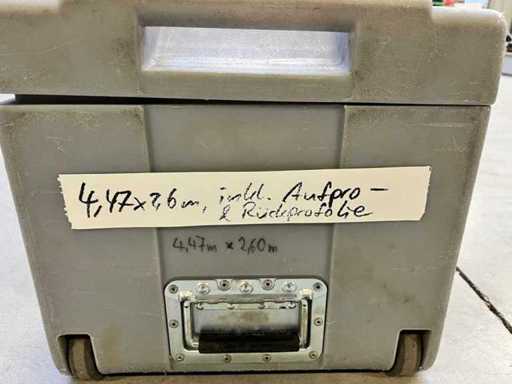 4,47x2,6m, inkl. Aufpro-
& Rückprofolie
4,47m x 2,60m